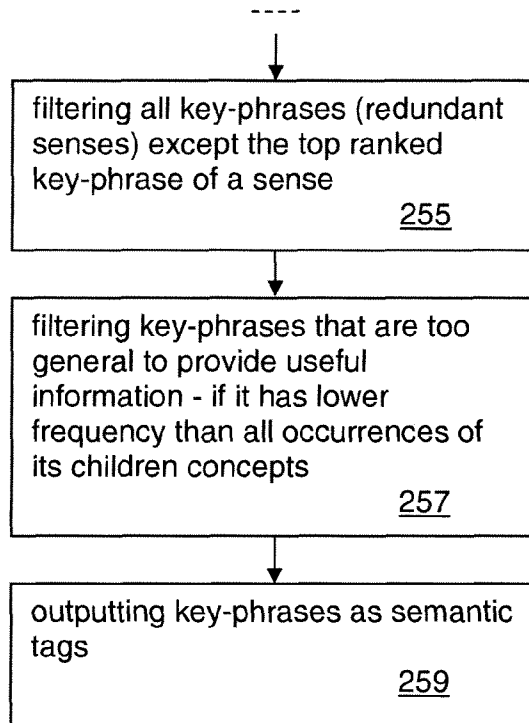 filtering all key-phrases (redundant
senses) except the top ranked
key-phrase of a sense
255
filtering key-phrases that are too
general to provide useful
information - if it has lower
frequency than all occurrences of
its children concepts
257
outputting key-phrases as semantic
tags
259